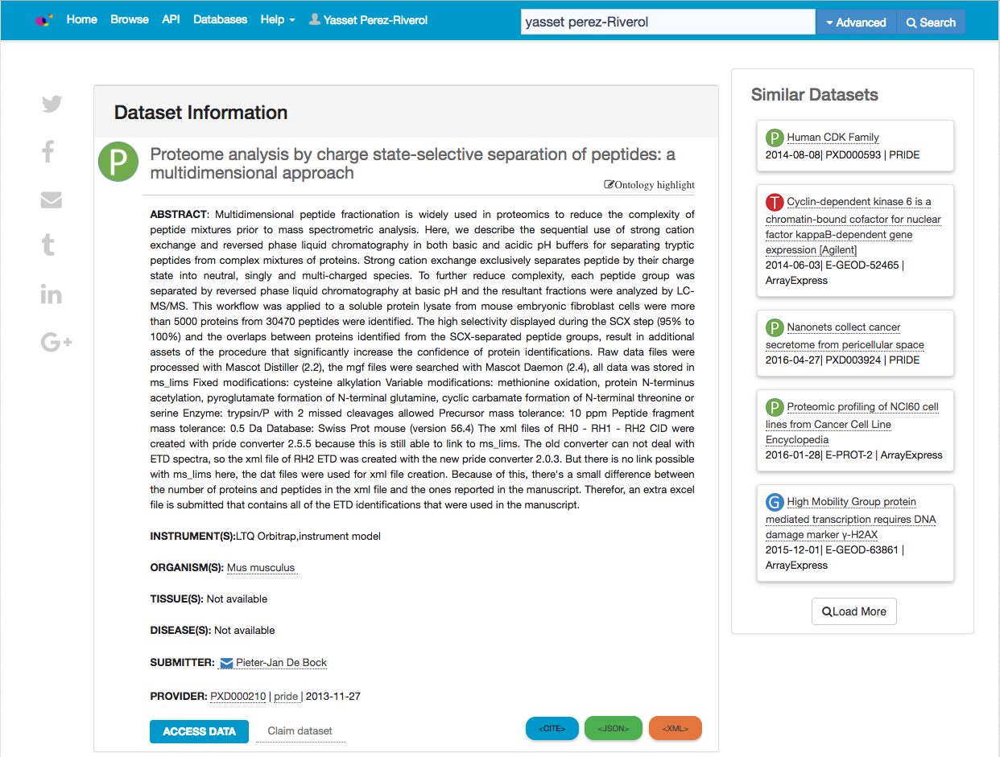 Home Browse API Databases Help Yasset Perez-Riverol yasset perez-Riverol Advanced Search
Dataset Information
P
Proteome analysis by charge state-selective separation of peptides: a
multidimensional approach
Ontology highlight
ABSTRACT: Multidimensional peptide fractionation is widely used in proteomics to reduce the complexity of
peptide mixtures prior to mass spectrometric analysis. Here, we describe the sequential use of strong cation
exchange and reversed phase liquid chromatography in both basic and acidic pH buffers for separating tryptic
peptides from complex mixtures of proteins. Strong cation exchange exclusively separates peptide by their charge
state into neutral, singly and multi-charged species. To further reduce complexity, each peptide group was
separated by reversed phase liquid chromatography at basic pH and the resultant fractions were analyzed by LC-
MS/MS. This workflow was applied to a soluble protein lysate from mouse embryonic fibroblast cells were more
than 5000 proteins from 30470 peptides were identified. The high selectivity displayed during the SCX step (95% to
100%) and the overlaps between proteins identified from the SCX-separated peptide groups, result in additional
assets of the procedure that significantly increase the confidence of protein identifications. Raw data files were
processed with Mascot Distiller (2.2), the mgf files were searched with Mascot Daemon (2.4), all data was stored in
ms_lims Fixed modifications: cysteine alkylation Variable modifications: methionine oxidation, protein N-terminus
acetylation, pyroglutamate formation of N-terminal glutamine, cyclic carbamate formation of N-terminal threonine or
serine Enzyme: trypsin/P with 2 missed cleavages allowed Precursor mass tolerance: 10 ppm Peptide fragment
mass tolerance: 0.5 Da Database: Swiss Prot mouse (version 56.4) The xml files of RH0 - RH1 - RH2 CID were
created with pride converter 2.5.5 because this is still able to link to ms_lims. The old converter can not deal with
ETD spectra, so the xml file of RH2 ETD was created with the new pride converter 2.0.3. But there is no link possible
with ms_lims here, the dat files were used for xml file creation. Because of this, there's a small difference between
the number of proteins and peptides in the xml file and the ones reported in the manuscript. Therefor, an extra excel
file is submitted that contains all of the ETD identifications that were used in the manuscript.
INSTRUMENT(S):LTQ Orbitrap,instrument model
ORGANISM(S): Mus musculus
TISSUE(S): Not available
DISEASE(S): Not available
SUBMITTER: Pieter-Jan De Bock
PROVIDER: PXD000210 | pride | 2013-11-27
ACCESS DATA Claim dataset <CITE> <JSON> <XML>
Similar Datasets
P Human CDK Family
2014-08-08| PXD000593 | PRIDE
T Cyclin-dependent kinase 6 is a
chromatin-bound cofactor for nuclear
factor kappaB-dependent gene
expression [Agilent]
2014-06-03| E-GEOD-52465 |
ArrayExpress
P Nanonets collect cancer
secretome from pericellular space
2016-04-27| PXD003924 | PRIDE
P Proteomic profiling of NCI60 cell
lines from Cancer Cell Line
Encyclopedia
2016-01-28| E-PROT-2 | ArrayExpress
G High Mobility Group protein
mediated transcription requires DNA
damage marker γ-H2AX
2015-12-01| E-GEOD-63861 |
ArrayExpress
Load More